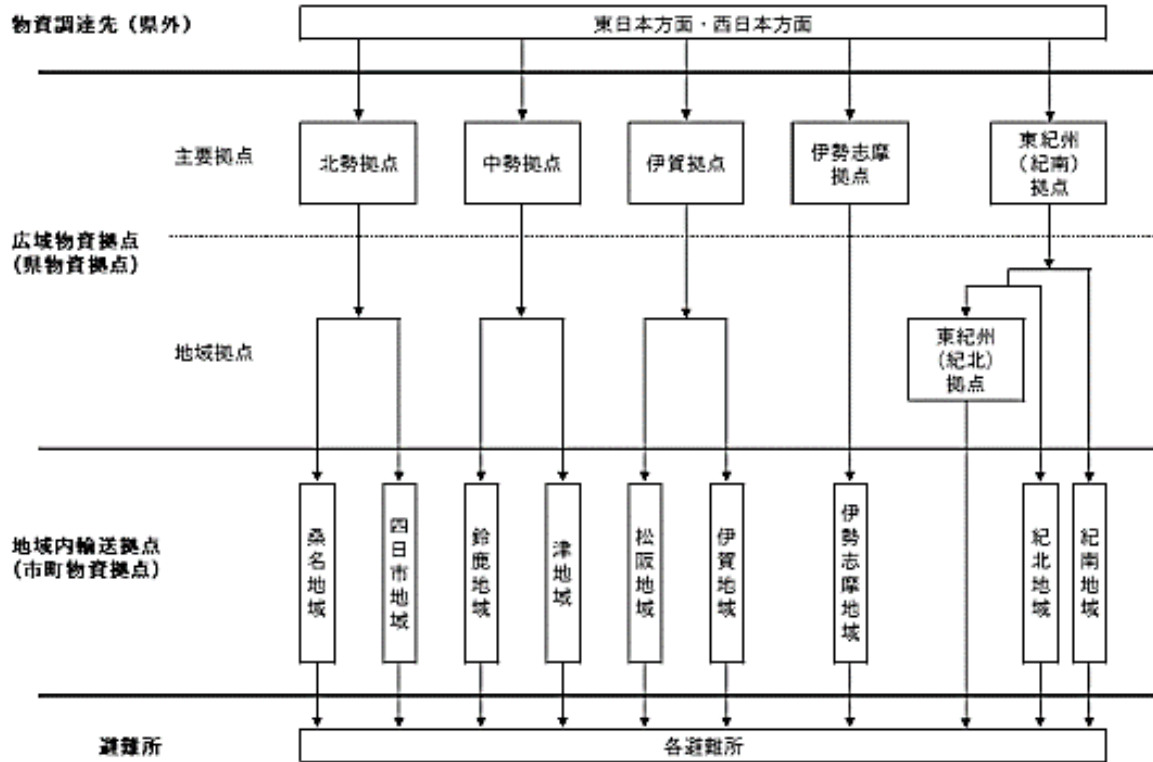 物資調達先（県外）
東日本方面・西日本方面
主要拠点
北勢拠点
中勢拠点
伊賀拠点
伊勢志摩
拠点
東紀州
(紀南)
拠点
広域物資拠点
(県物資拠点)
地域拠点
東紀州
(紀北)
拠点
地域内輸送拠点
(市町物資拠点)
桑名地域
四日市地域
鈴鹿地域
津地域
松阪地域
伊賀地域
伊勢志摩地域
紀北地域
紀南地域
避難所
各避難所